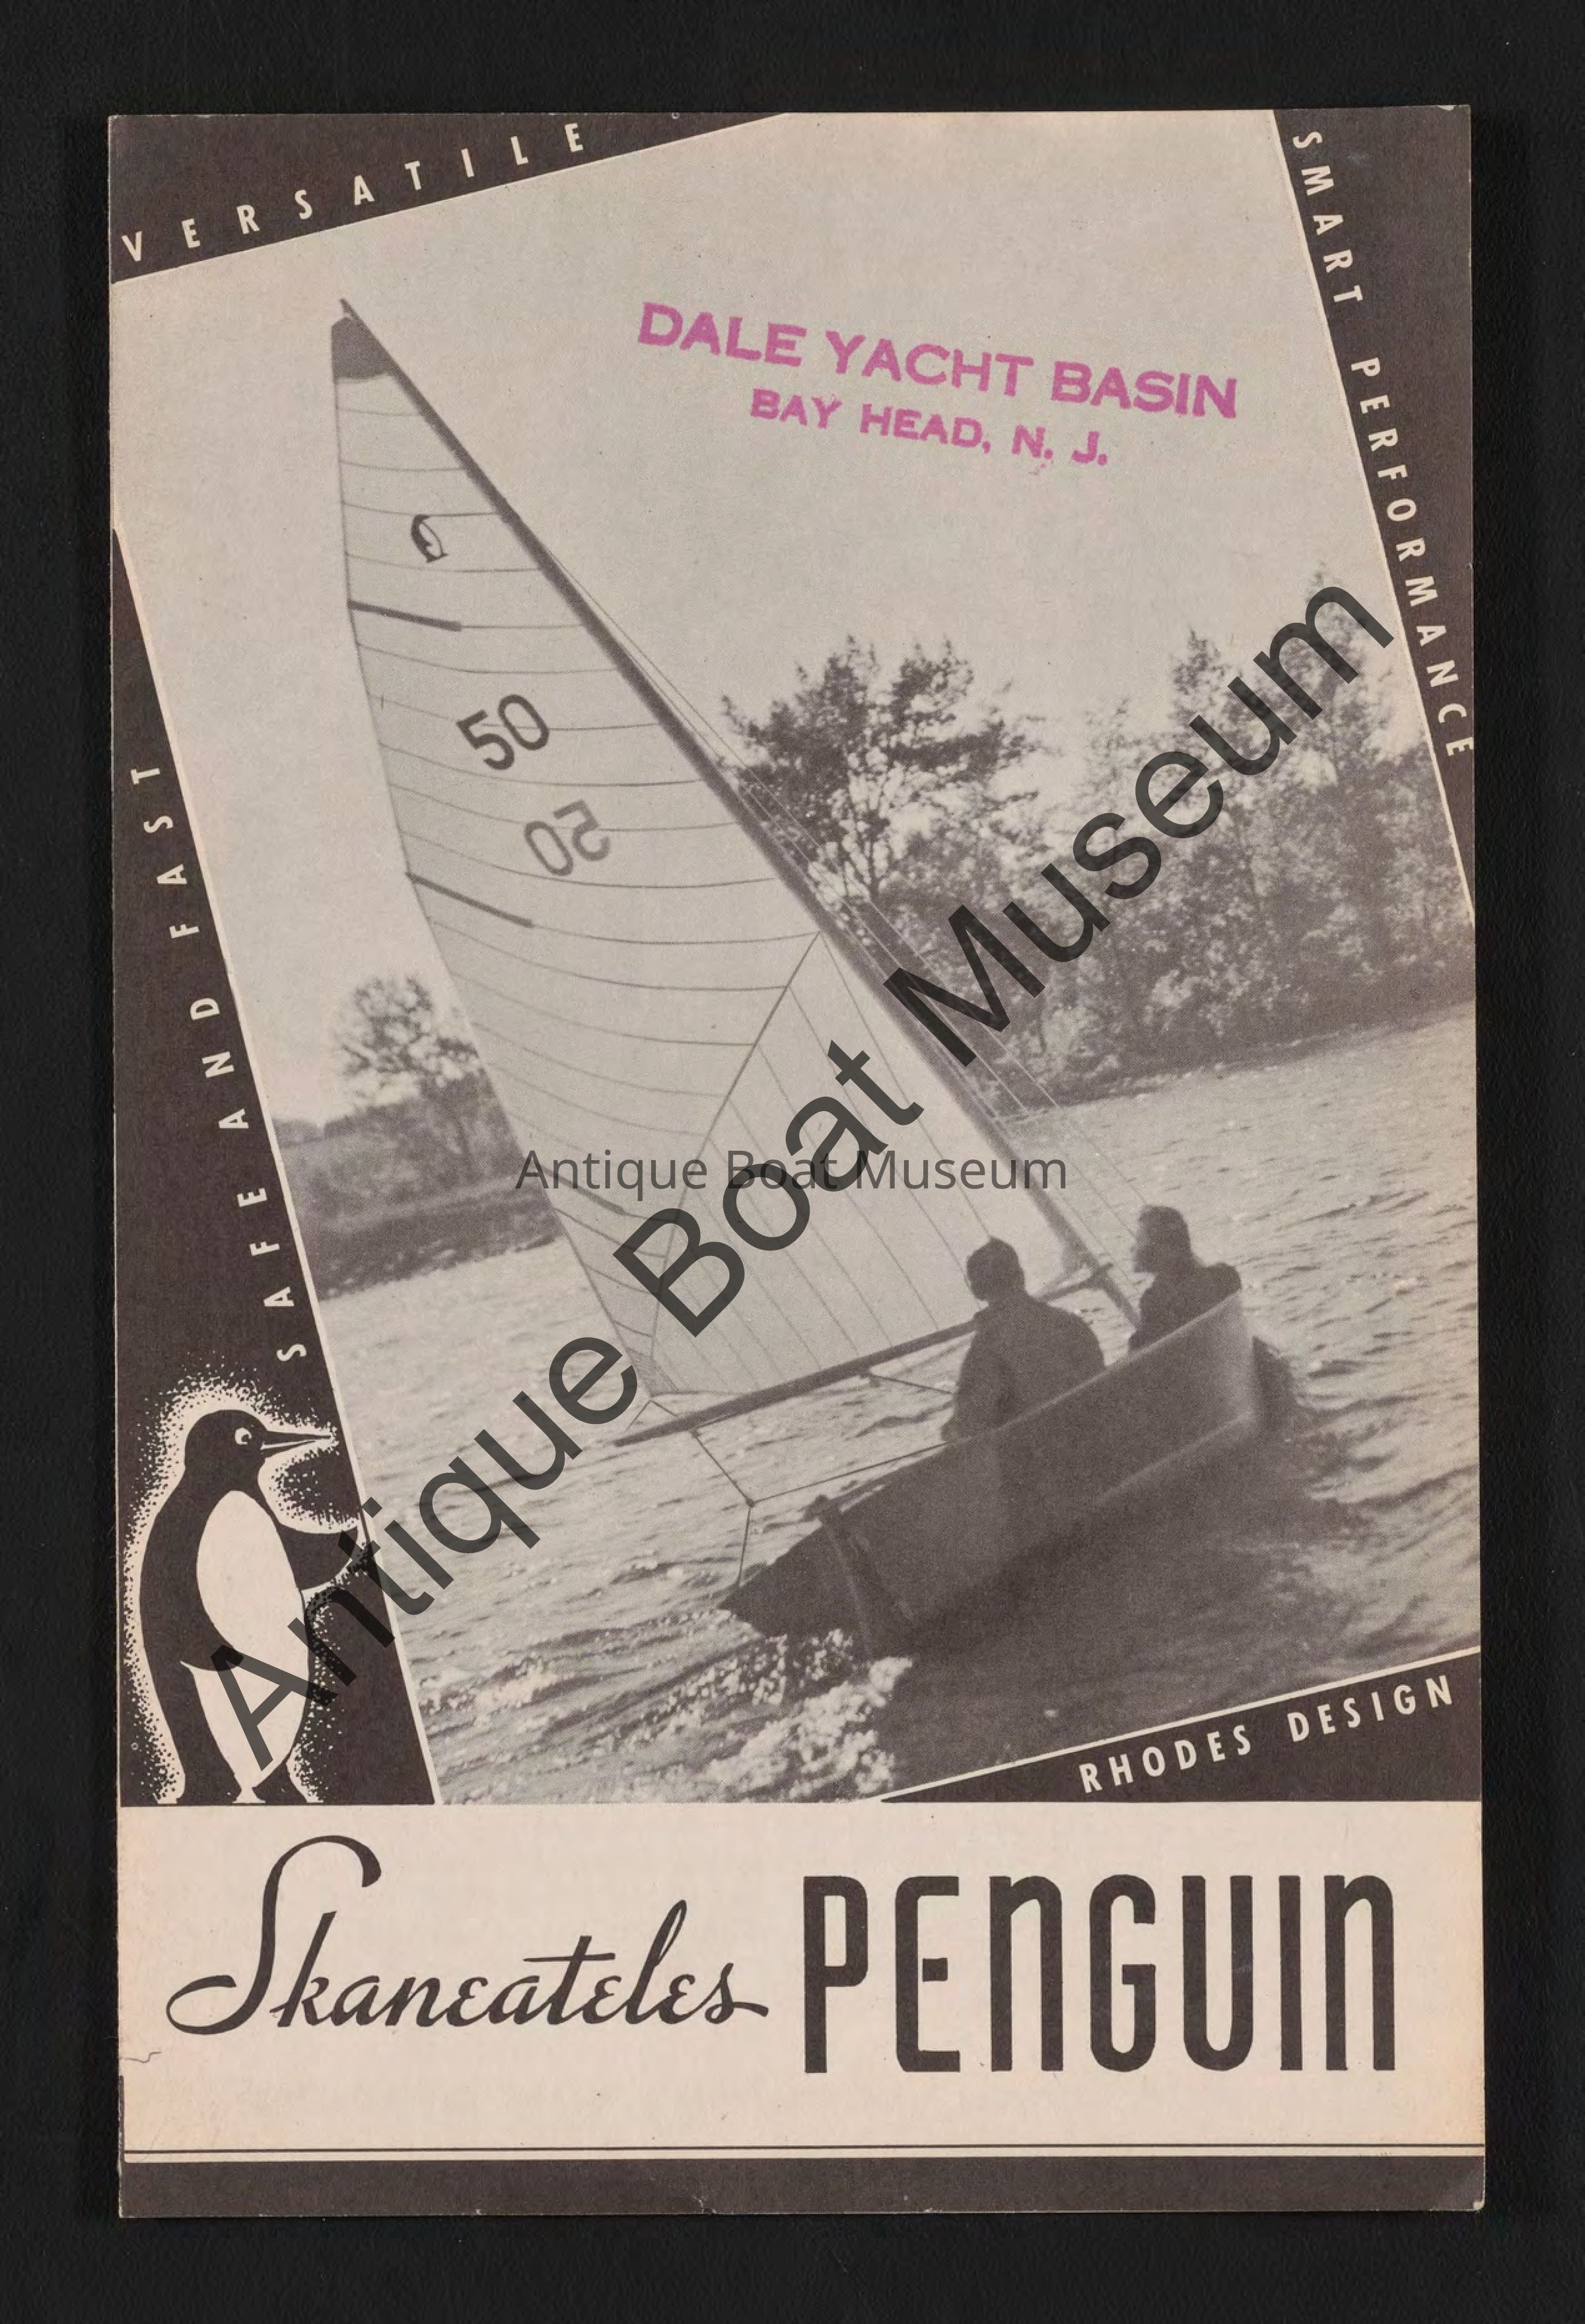 VERSATILE
SMART PERFORMANCE
DALE YACHT BASIN
BAY HEAD, N. J.
50
50
SAFE AND FAST
Antique Boat Museum
Antique Boat Museum
RHODES DESIGN
Skaneateles PENGUIN